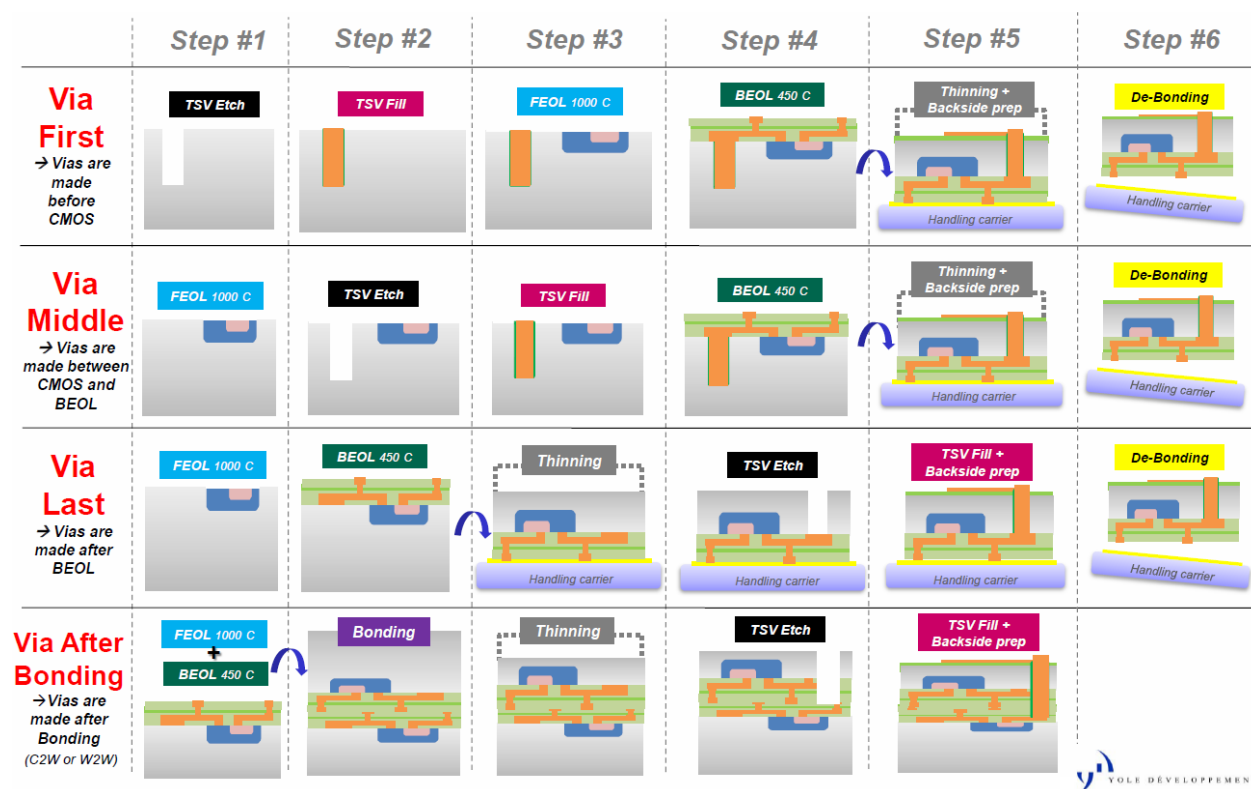 Step #1
Step #2
Step #3
Step #4
Step #5
Step #6
Via
First
→ Vias are
made
before
CMOS
TSV Etch
TSV Fill
FEOL 1000 C
BEOL 450 C
Thinning +
Backside prep
Handling carrier
De-Bonding
Handling carrier
Via
Middle
→ Vias are
made between
CMOS and
BEOL
FEOL 1000 C
TSV Etch
TSV Fill
BEOL 450 C
Thinning +
Backside prep
Handling carrier
De-Bonding
Handling carrier
Via
Last
→ Vias are
made after
BEOL
FEOL 1000 C
BEOL 450 C
Thinning
Handling carrier
TSV Etch
Handling carrier
TSV Fill +
Backside prep
Handling carrier
De-Bonding
Handling carrier
Via After
Bonding
→Vias are
made after
Bonding
(C2W or W2W)
FEOL 1000 C
+
BEOL 450 C
Bonding
Thinning
TSV Etch
TSV Fill +
Backside prep
YOLE DÉVELOPPEMEN